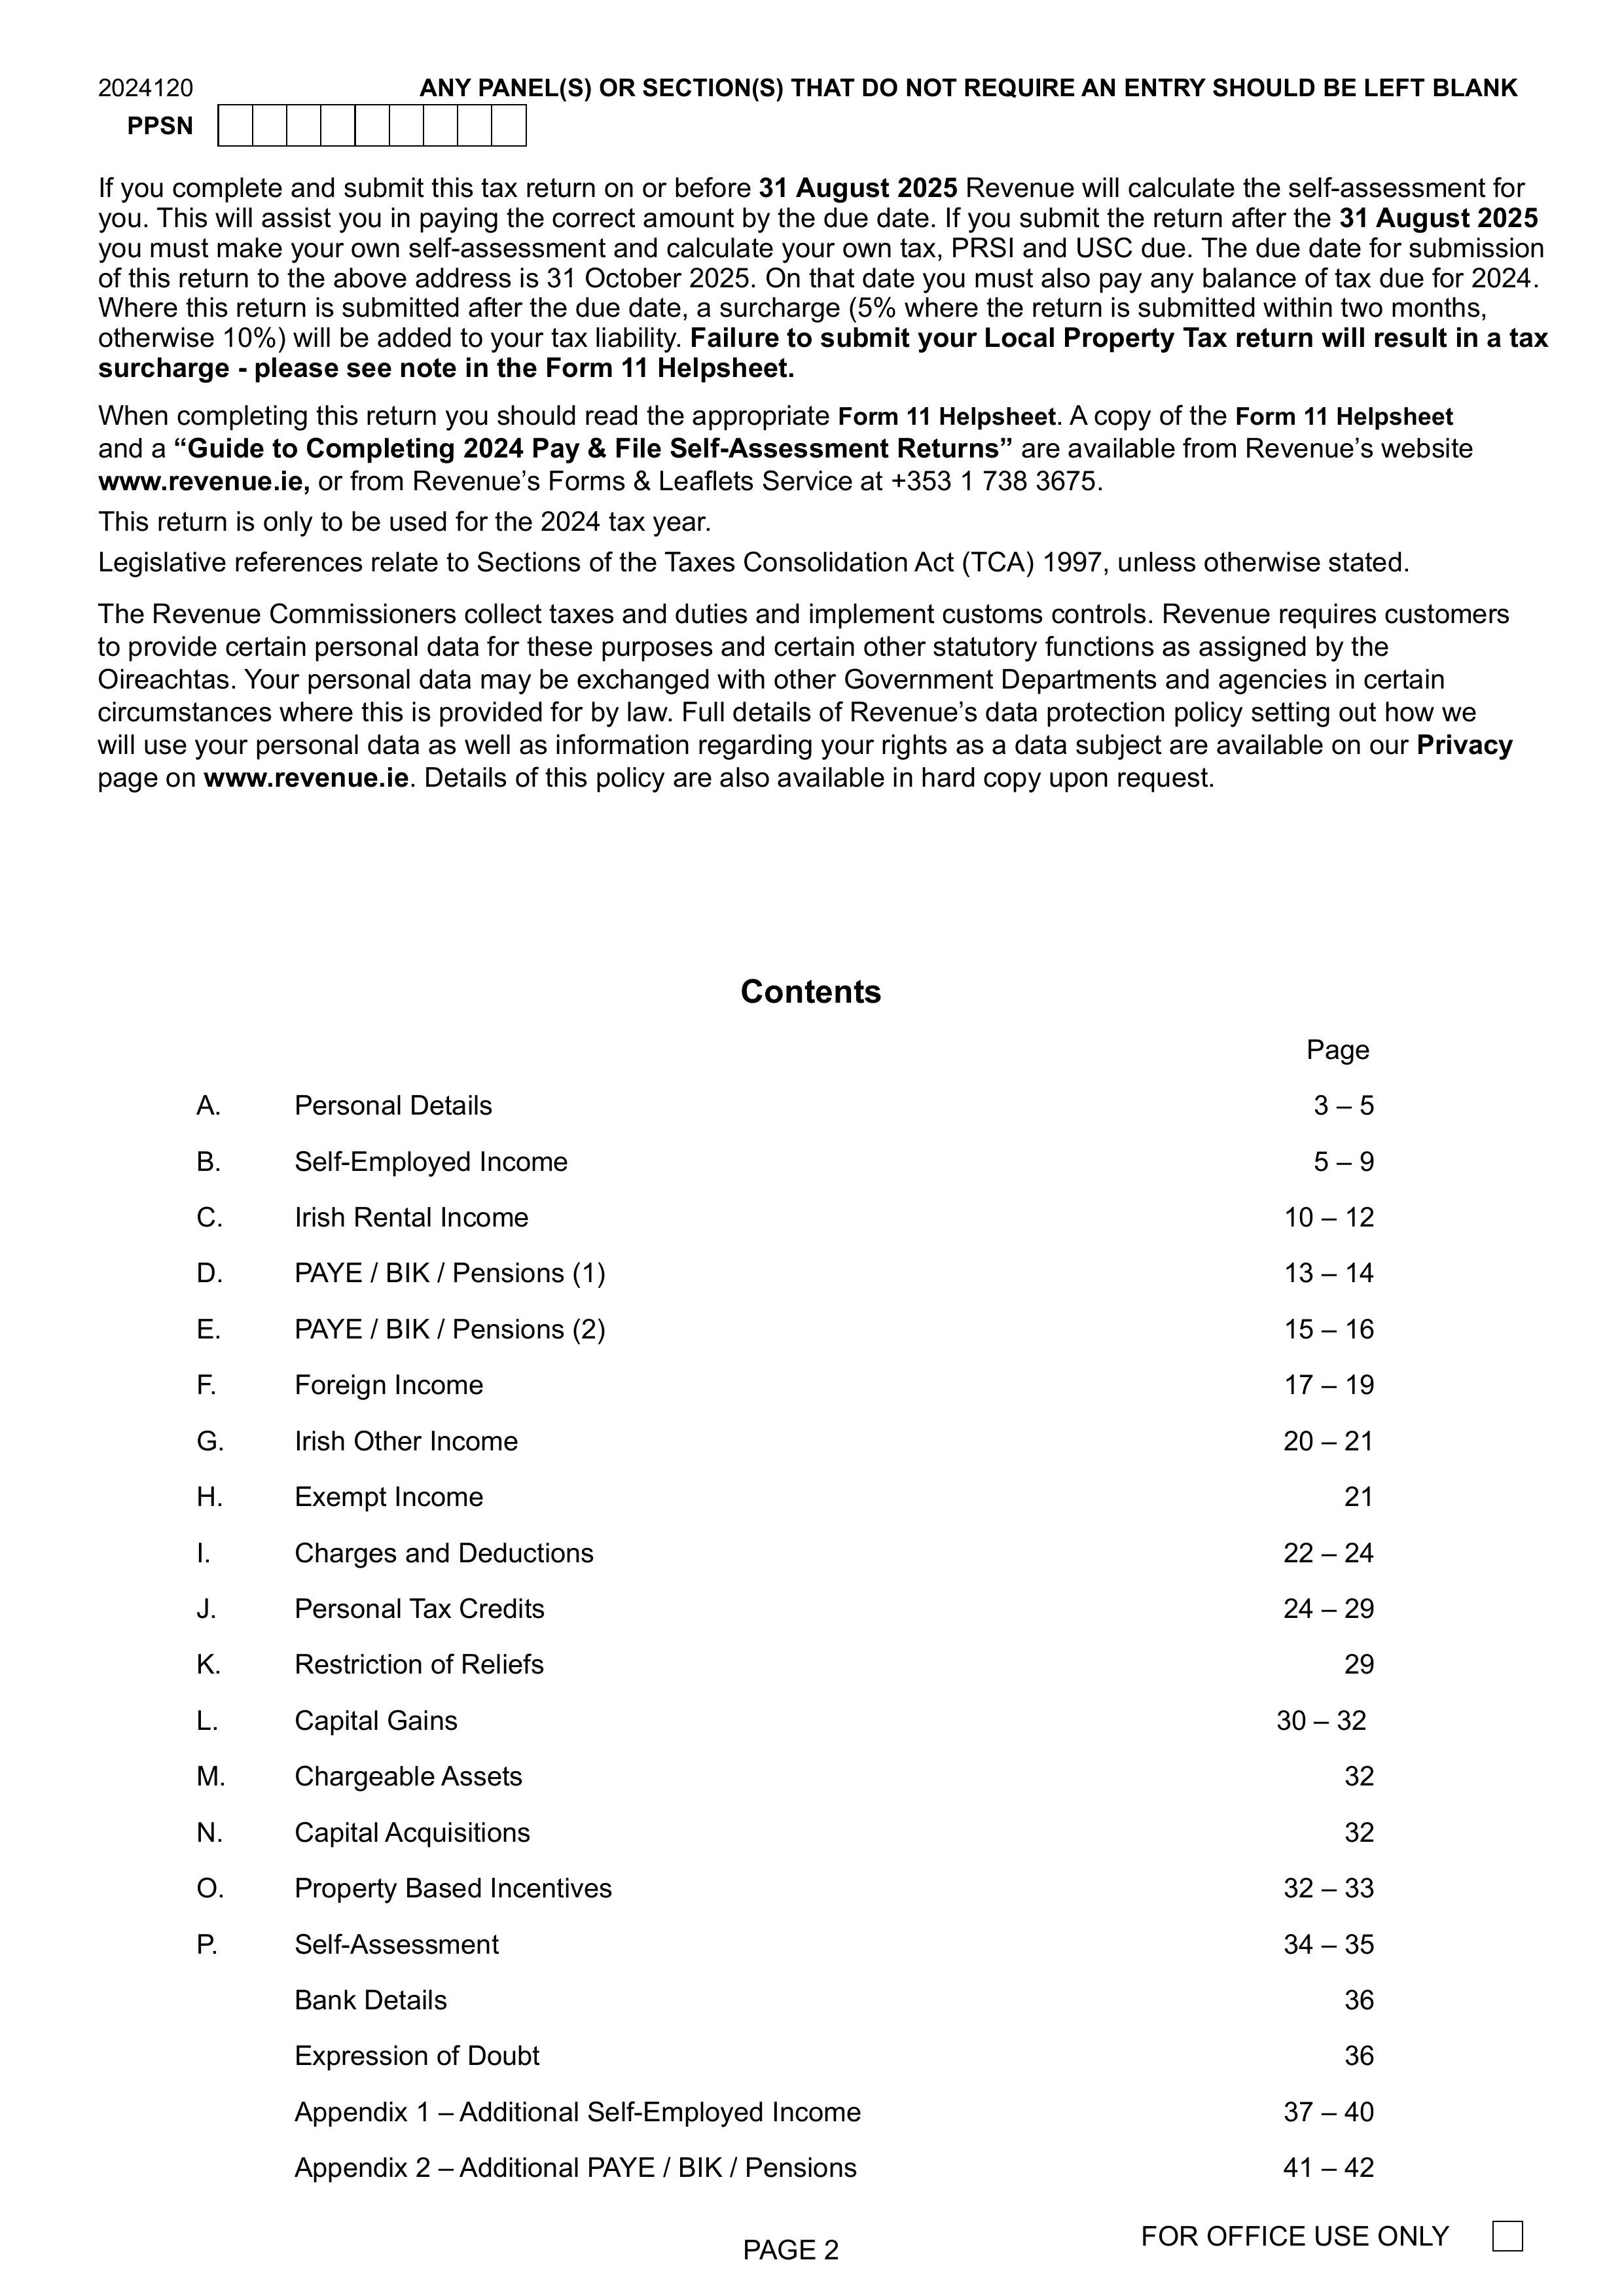 2024120
ANY PANEL(S) OR SECTION(S) THAT DO NOT REQUIRE AN ENTRY SHOULD BE LEFT BLANK
PPSN
If you complete and submit this tax return on or before 31 August 2025 Revenue will calculate the self-assessment for
you. This will assist you in paying the correct amount by the due date. If you submit the return after the 31 August 2025
you must make your own self-assessment and calculate your own tax, PRSI and USC due. The due date for submission
of this return to the above address is 31 October 2025. On that date you must also pay any balance of tax due for 2024.
Where this return is submitted after the due date, a surcharge (5% where the return is submitted within two months,
otherwise 10%) will be added to your tax liability. Failure to submit your Local Property Tax return will result in a tax
surcharge - please see note in the Form 11 Helpsheet.
When completing this return you should read the appropriate Form 11 Helpsheet. A copy of the Form 11 Helpsheet
and a “Guide to Completing 2024 Pay & File Self-Assessment Returns” are available from Revenue’s website
www.revenue.ie, or from Revenue’s Forms & Leaflets Service at +353 1 738 3675.
This return is only to be used for the 2024 tax year.
Legislative references relate to Sections of the Taxes Consolidation Act (TCA) 1997, unless otherwise stated.
The Revenue Commissioners collect taxes and duties and implement customs controls. Revenue requires customers
to provide certain personal data for these purposes and certain other statutory functions as assigned by the
Oireachtas. Your personal data may be exchanged with other Government Departments and agencies in certain
circumstances where this is provided for by law. Full details of Revenue’s data protection policy setting out how we
will use your personal data as well as information regarding your rights as a data subject are available on our Privacy
page on www.revenue.ie. Details of this policy are also available in hard copy upon request.
Contents
Page
A. Personal Details 3 – 5
B. Self-Employed Income 5 – 9
C. Irish Rental Income 10 – 12
D. PAYE / BIK / Pensions (1) 13 – 14
E. PAYE / BIK / Pensions (2) 15 – 16
F. Foreign Income 17 – 19
G. Irish Other Income 20 – 21
H. Exempt Income 21
I. Charges and Deductions 22 – 24
J. Personal Tax Credits 24 – 29
K. Restriction of Reliefs 29
L. Capital Gains 30 – 32
M. Chargeable Assets 32
N. Capital Acquisitions 32
O. Property Based Incentives 32 – 33
P. Self-Assessment 34 – 35
Bank Details 36
Expression of Doubt 36
Appendix 1 – Additional Self-Employed Income 37 – 40
Appendix 2 – Additional PAYE / BIK / Pensions 41 – 42
PAGE 2
FOR OFFICE USE ONLY